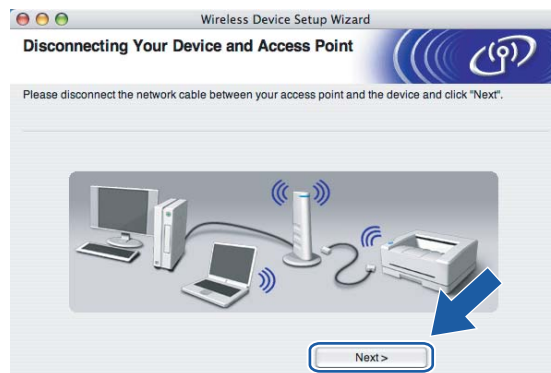 Wireless Device Setup Wizard
Disconnecting Your Device and Access Point
Please disconnect the network cable between your access point and the device and click "Next".
Next >